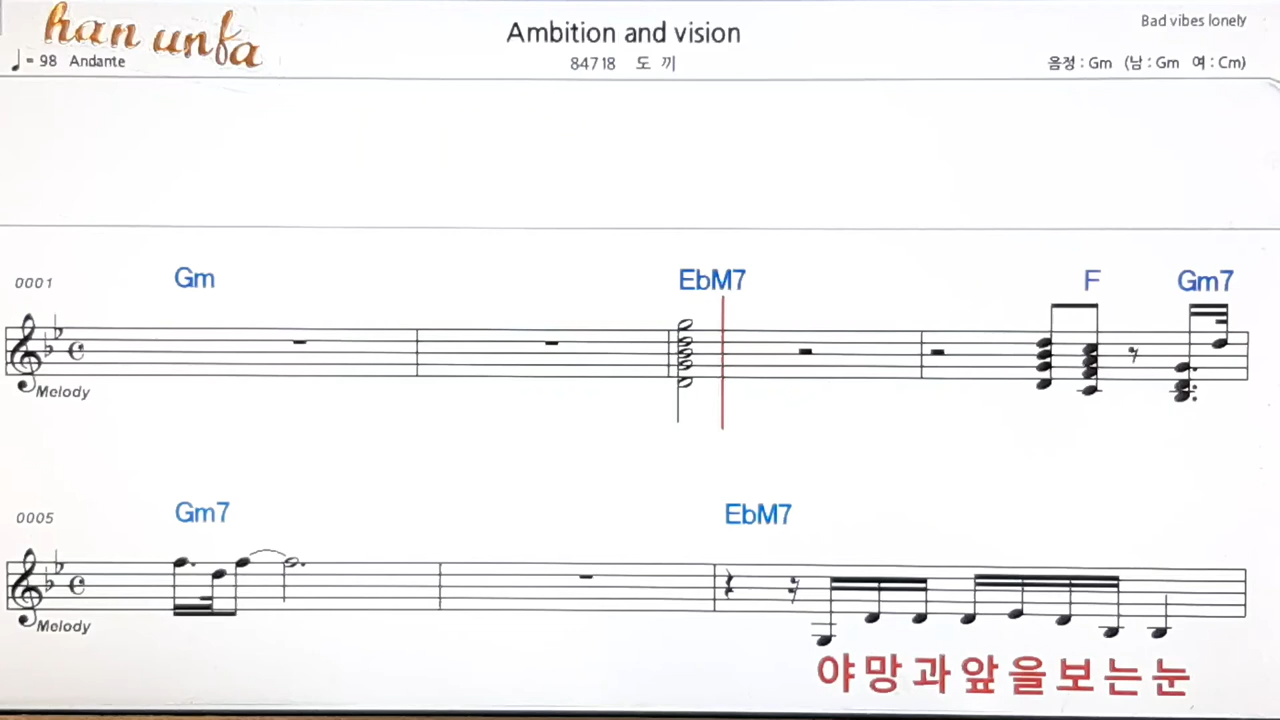 han unfa
Ambition and vision
Bad vibes lonely
♩= 98 Andante
84718 도 끼
음정 : Gm (남 : Gm 여 : Cm)
0001
Gm EbM7 F Gm7
Melody
0005
Gm7 EbM7
Melody
야망과앞을보는눈